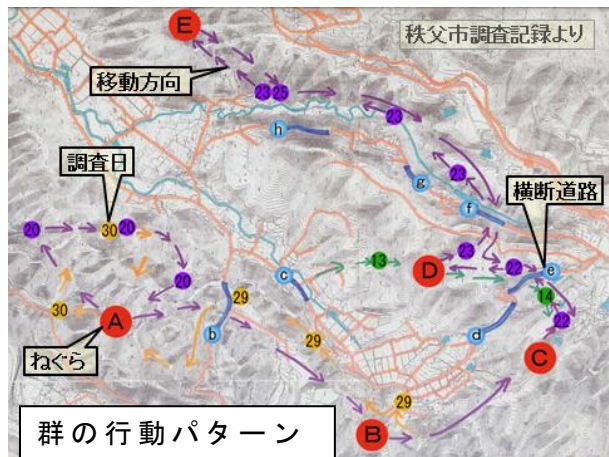 E
秩父市調査記録より
移動方向
23 25
23
h
調査日
23
g
横断道路
f
20
30 20
23
13
D
22
e
c
20
29
14
30
A
22
b
29
d
C
ねぐら
29
B
群の行動パターン